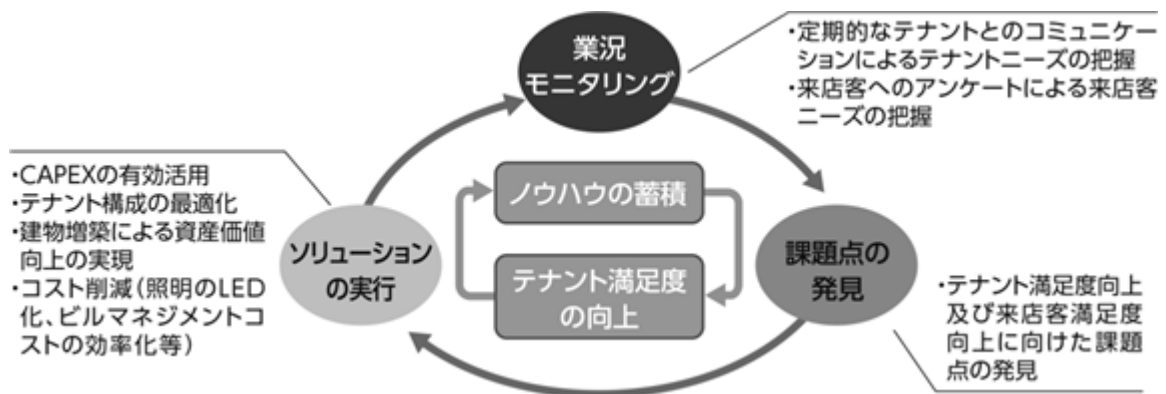 業況
モニタリング
・定期的なテナントとのコミュニケー
ションによるテナントニーズの把握
・来店客へのアンケートによる来店客
ニーズの把握
・CAPEXの有効活用
・テナント構成の最適化
・建物増築による資産価値
向上の実現
・コスト削減（照明のLED
化、ビルマネジメントコ
ストの効率化等）
ソリューション
の実行
ノウハウの蓄積
テナント満足度
の向上
課題点の
発見
・テナント満足度向上
及び来店客満足度
向上に向けた課題
点の発見